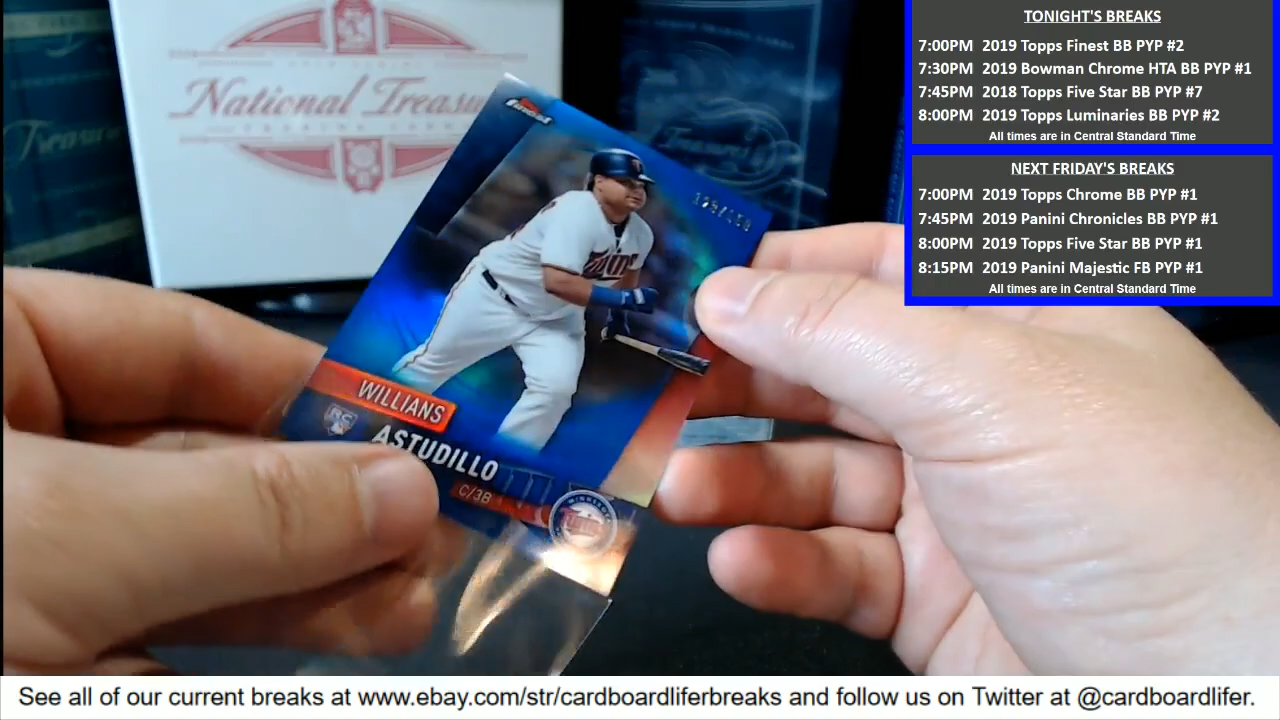 TONIGHT'S BREAKS
7:00PM 2019 Topps Finest BB PYP #2
7:30PM 2019 Bowman Chrome HTA BB PYP #1
7:45PM 2018 Topps Five Star BB PYP #7
8:00PM 2019 Topps Luminaries BB PYP #2
All times are in Central Standard Time
NEXT FRIDAY'S BREAKS
7:00PM 2019 Topps Chrome BB PYP #1
7:45PM 2019 Panini Chronicles BB PYP #1
8:00PM 2019 Topps Five Star BB PYP #1
8:15PM 2019 Panini Majestic FB PYP #1
All times are in Central Standard Time
National Treasu
Finest
Twins
WILLIANS
RC
ASTUDILLO
C/3B
Twins
See all of our current breaks at www.ebay.com/str/cardboardliferbreaks and follow us on Twitter at @cardboardlifer.